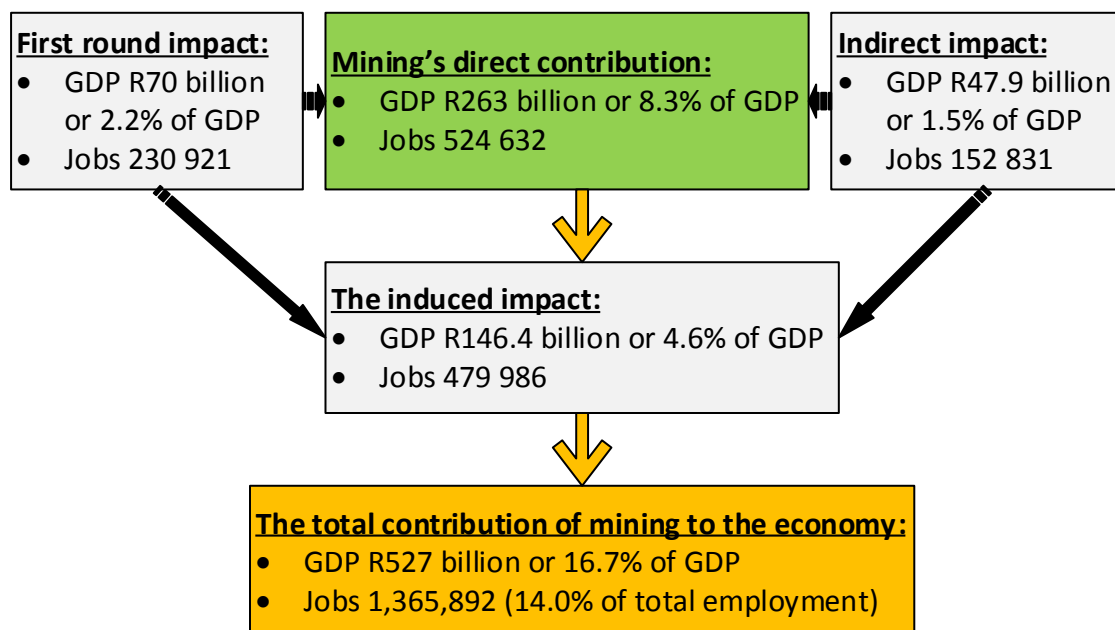 First round impact:
• GDP R70 billion
or 2.2% of GDP
• Jobs 230 921
Mining's direct contribution:
• GDP R263 billion or 8.3% of GDP
• Jobs 524 632
Indirect impact:
• GDP R47.9 billion
or 1.5% of GDP
• Jobs 152 831
The induced impact:
• GDP R146.4 billion or 4.6% of GDP
• Jobs 479 986
The total contribution of mining to the economy:
• GDP R527 billion or 16.7% of GDP
• Jobs 1,365,892 (14.0% of total employment)